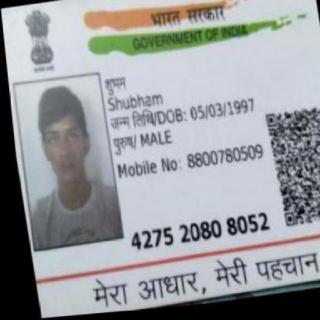 भारत सरकार
GOVERNMENT OF INDIA
शुभम
Shubham
जन्म तिथि/DOB: 05/03/1997
पुरुष/ MALE
Mobile No: 8800780509
4275 2080 8052
मेरा आधार, मेरी पहचान